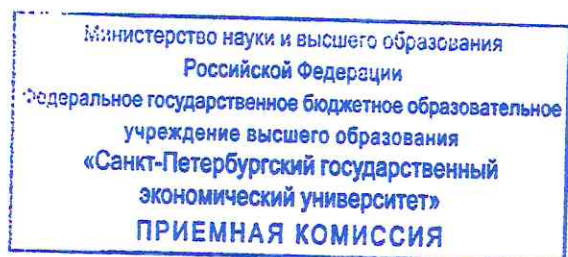 Министерство науки и высшего образования
Российской Федерации
Федеральное государственное бюджетное образовательное
учреждение высшего образования
«Санкт-Петербургский государственный
экономический университет»
ПРИЕМНАЯ КОМИССИЯ